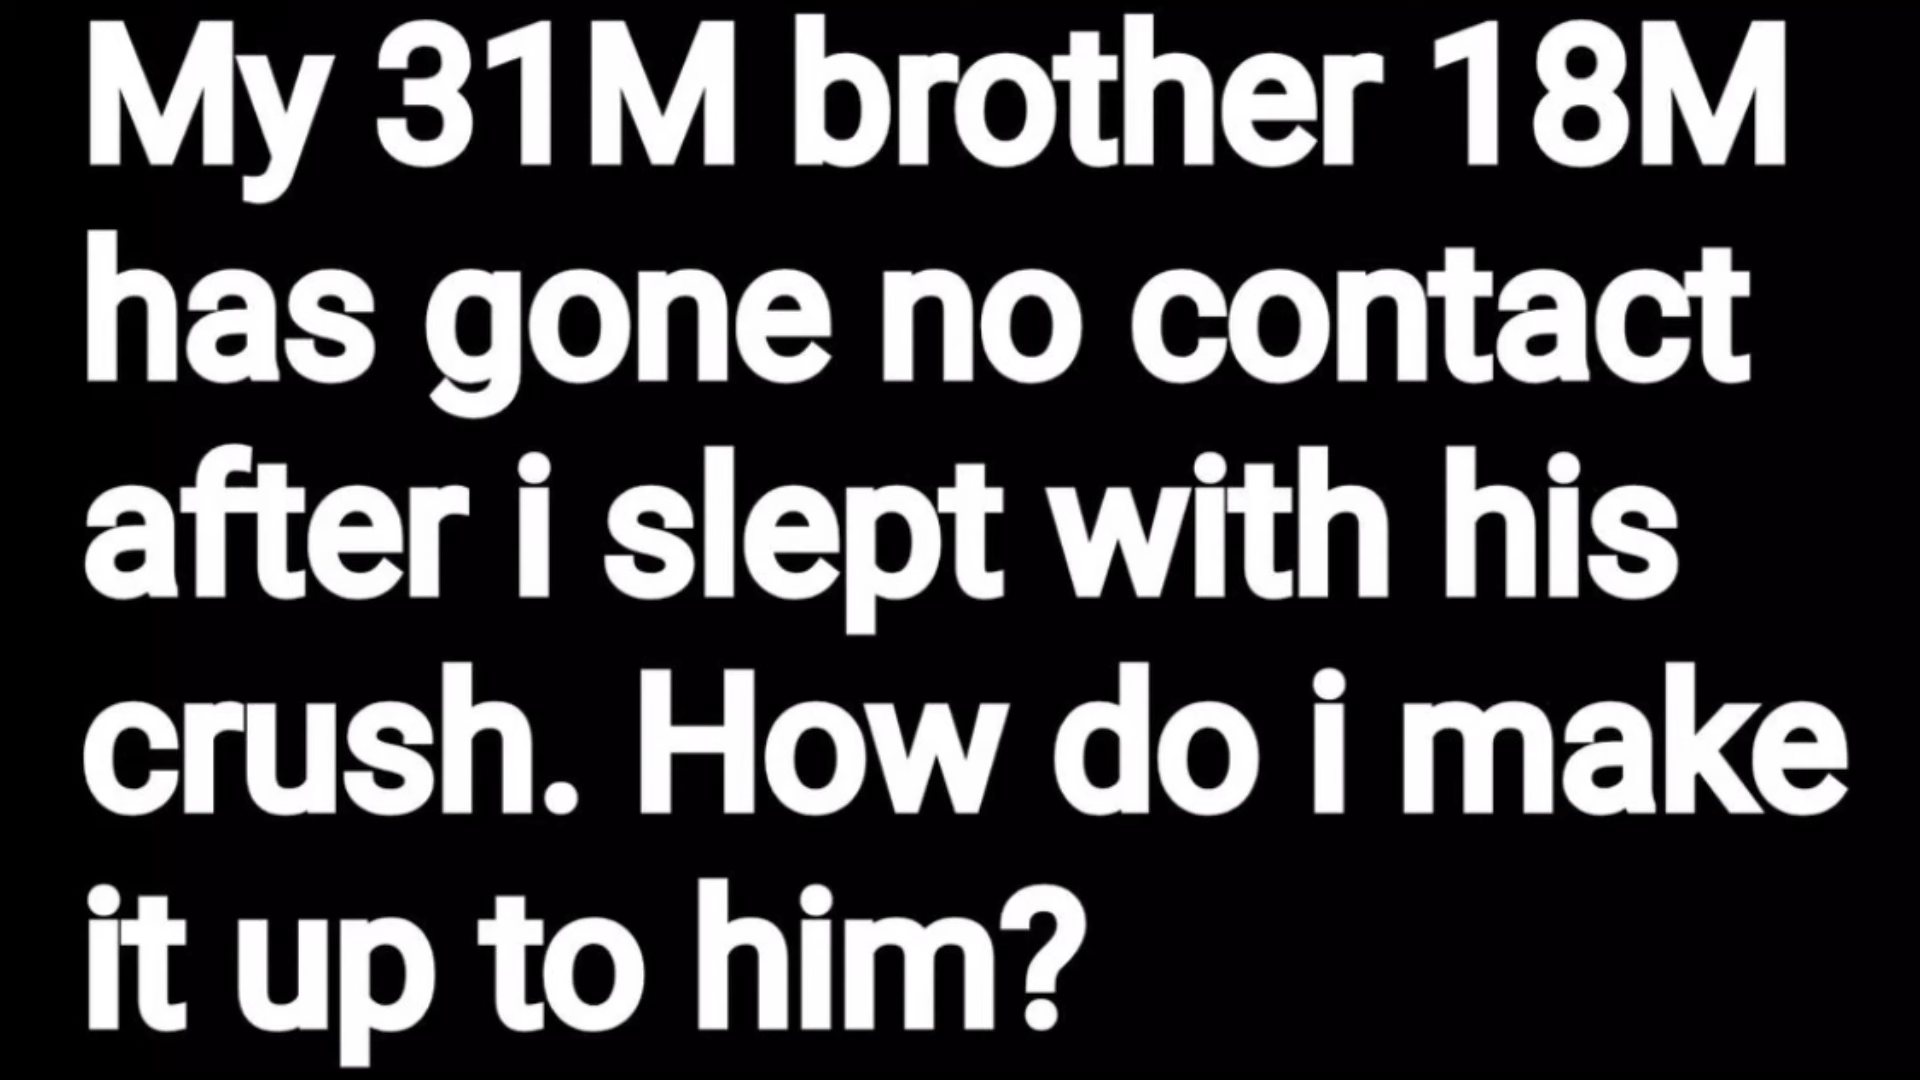 My 31M brother 18M
has gone no contact
after i slept with his
crush. How do i make
it up to him?